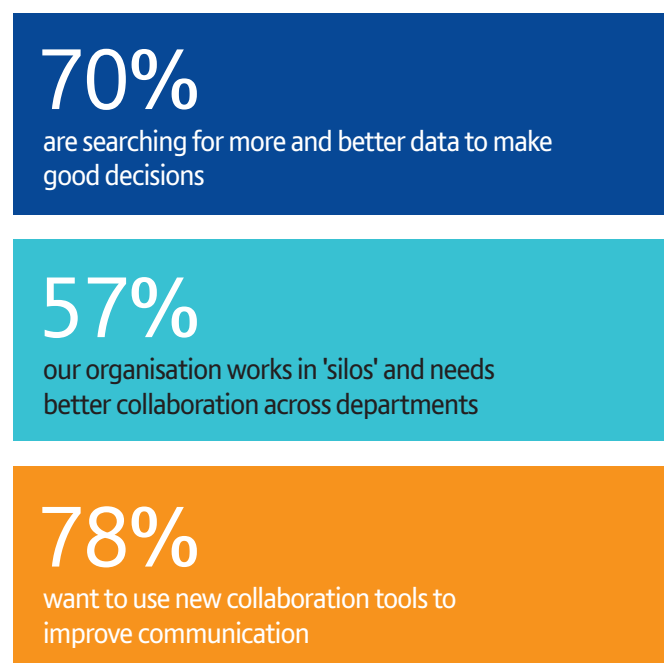 70%
are searching for more and better data to make
good decisions
57%
our organisation works in 'silos' and needs
better collaboration across departments
78%
want to use new collaboration tools to
improve communication